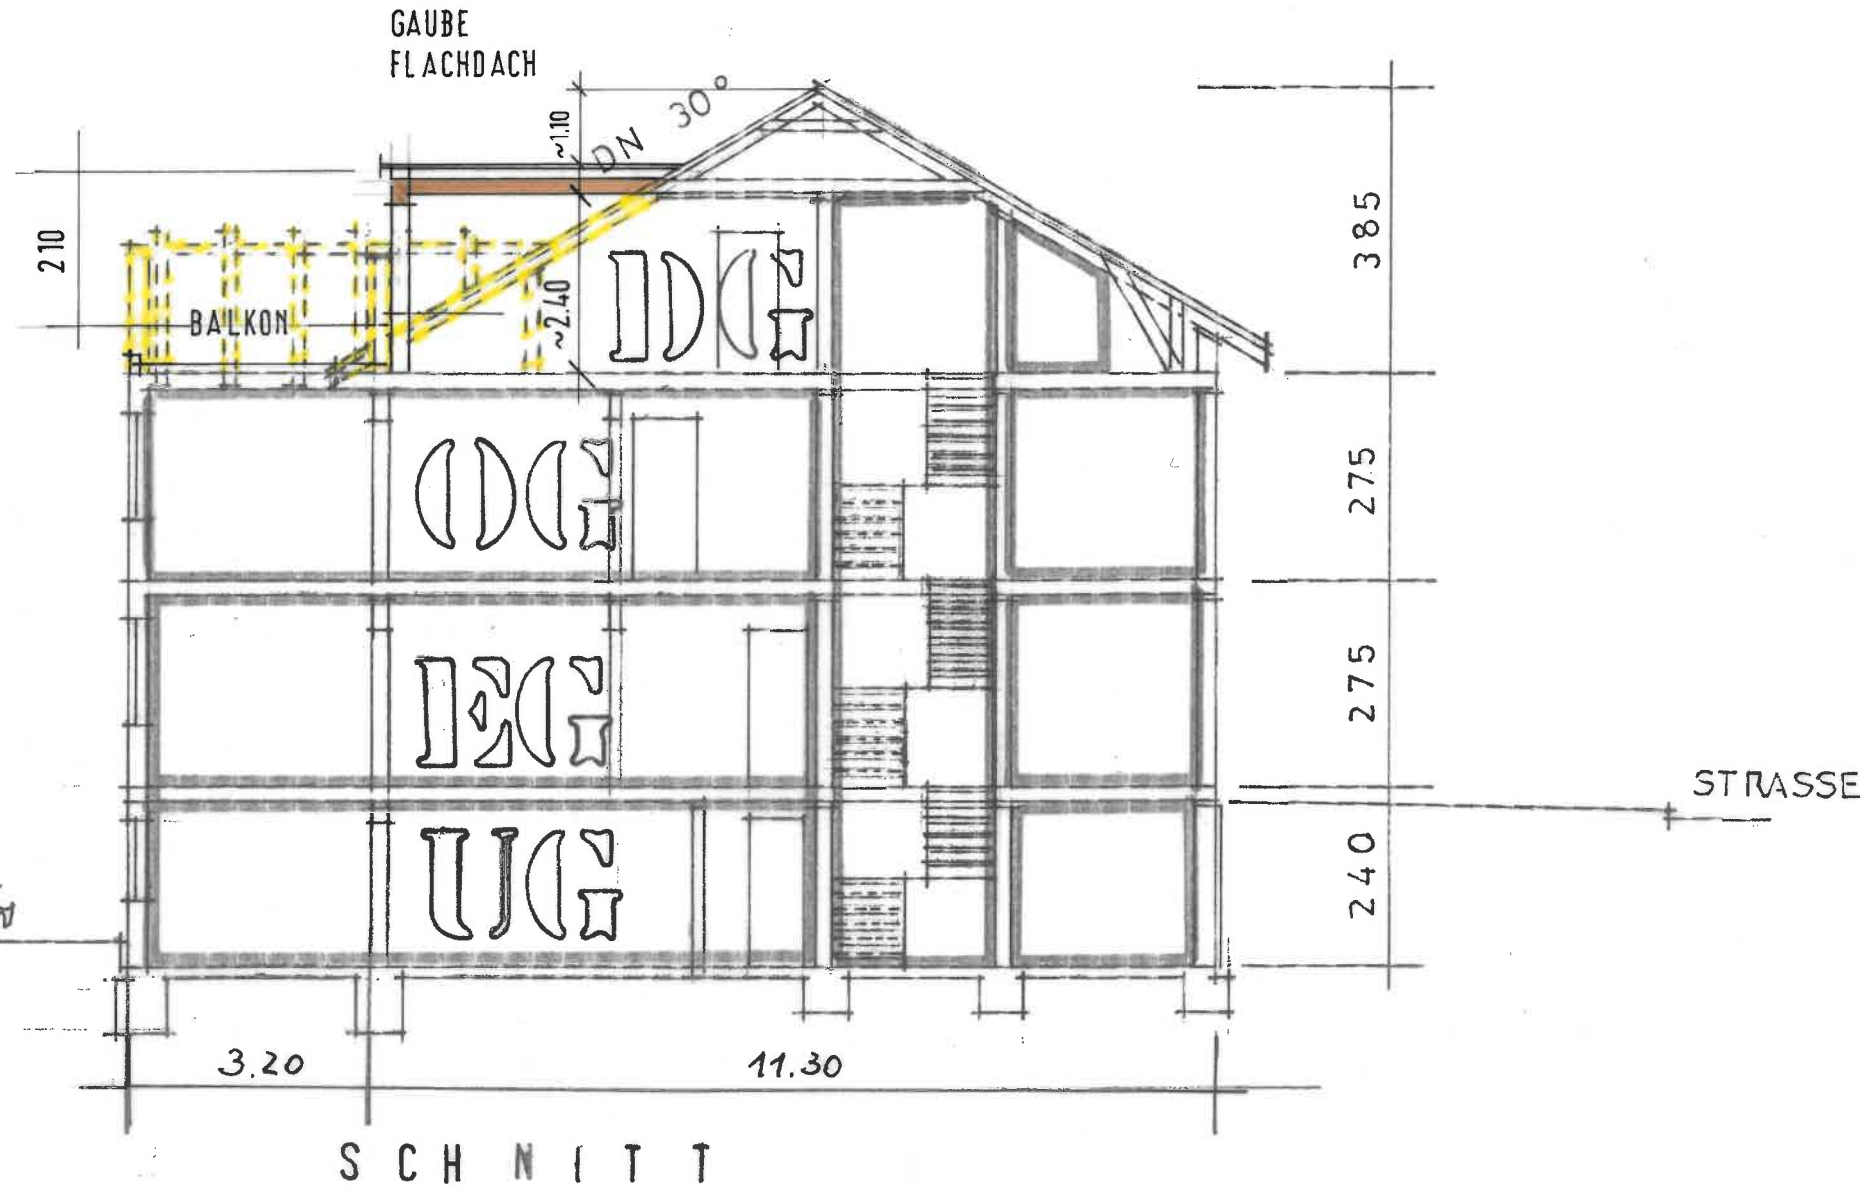 GAUBE
FLACHDACH
~1.10
DN 30°
385
210
BALKON
~2.40
DG
275
OG
275
EG
STRASSE
240
UG
3.20
11.30
SCHNITT